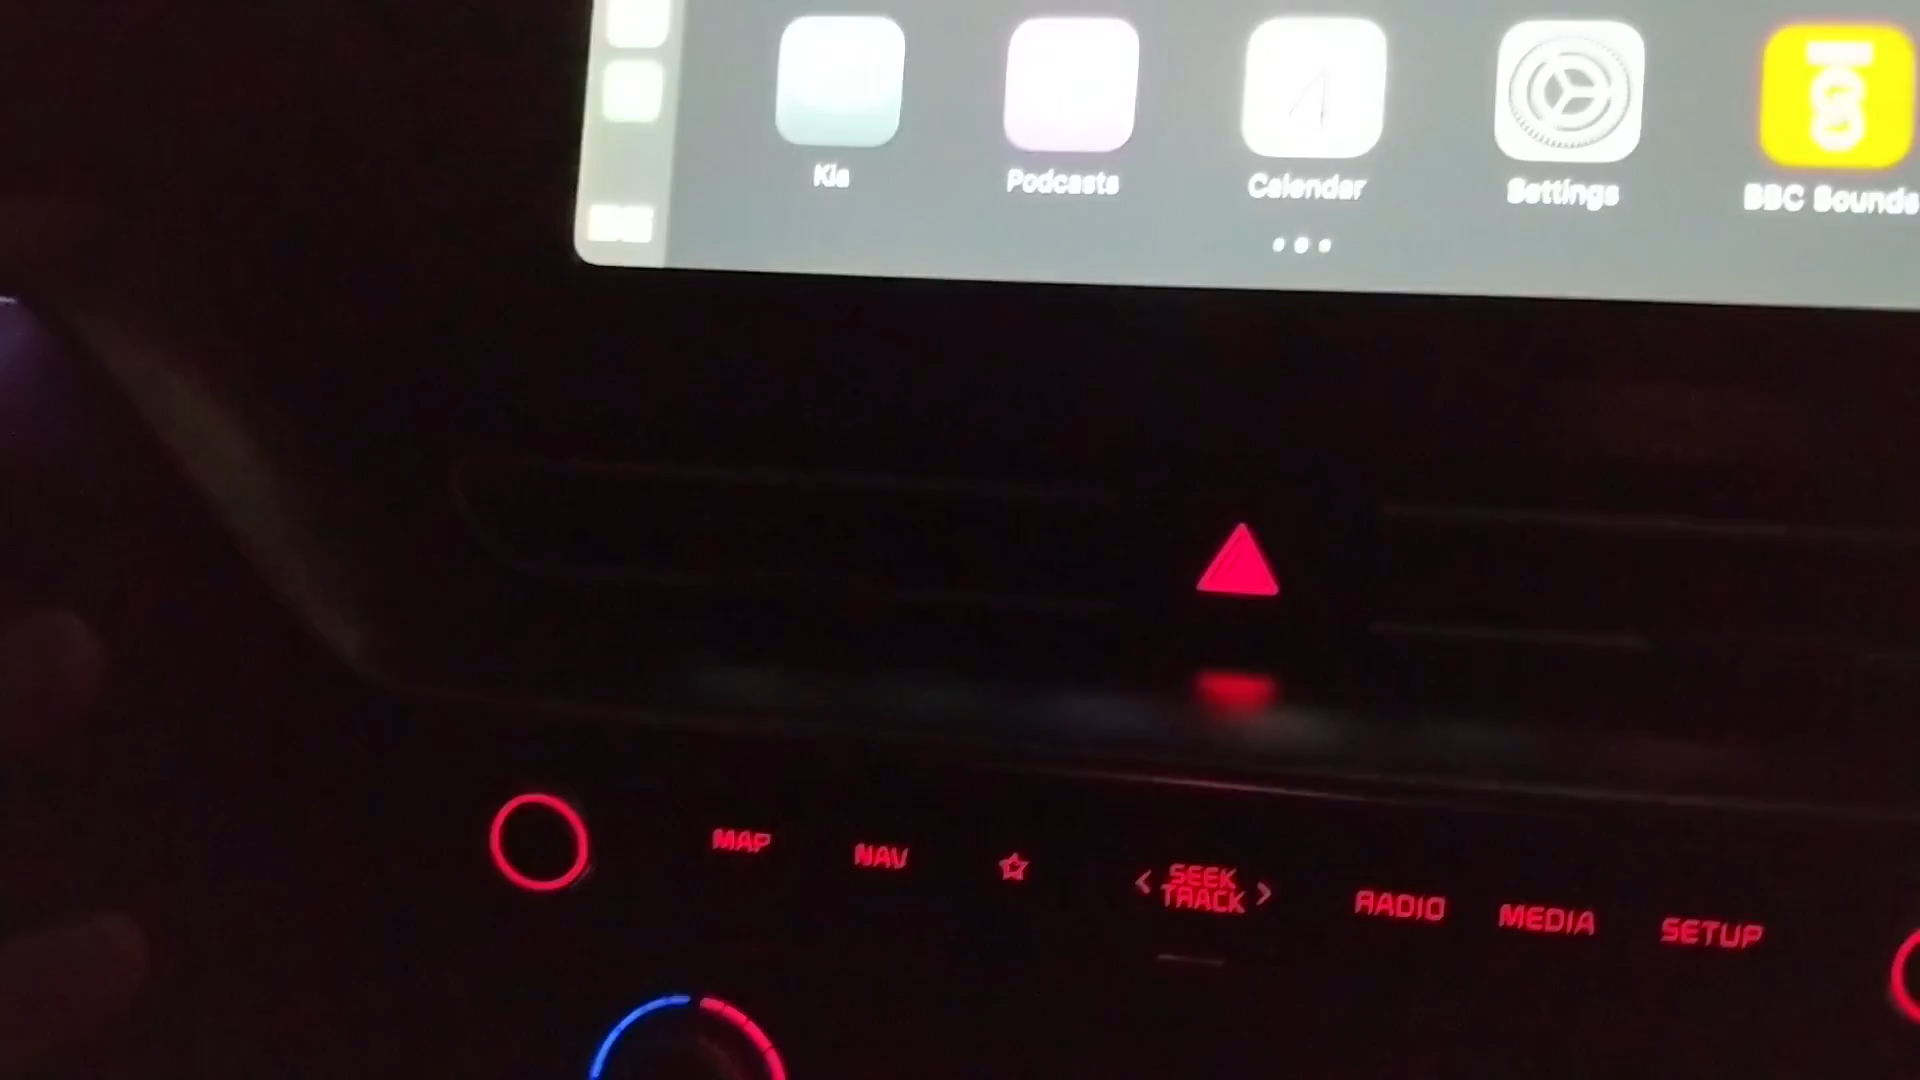 Kia
Podcasts
Calendar
Settings
BBC Sounds
MAP
NAV
< SEEK >
TRACK
RADIO
MEDIA
SETUP